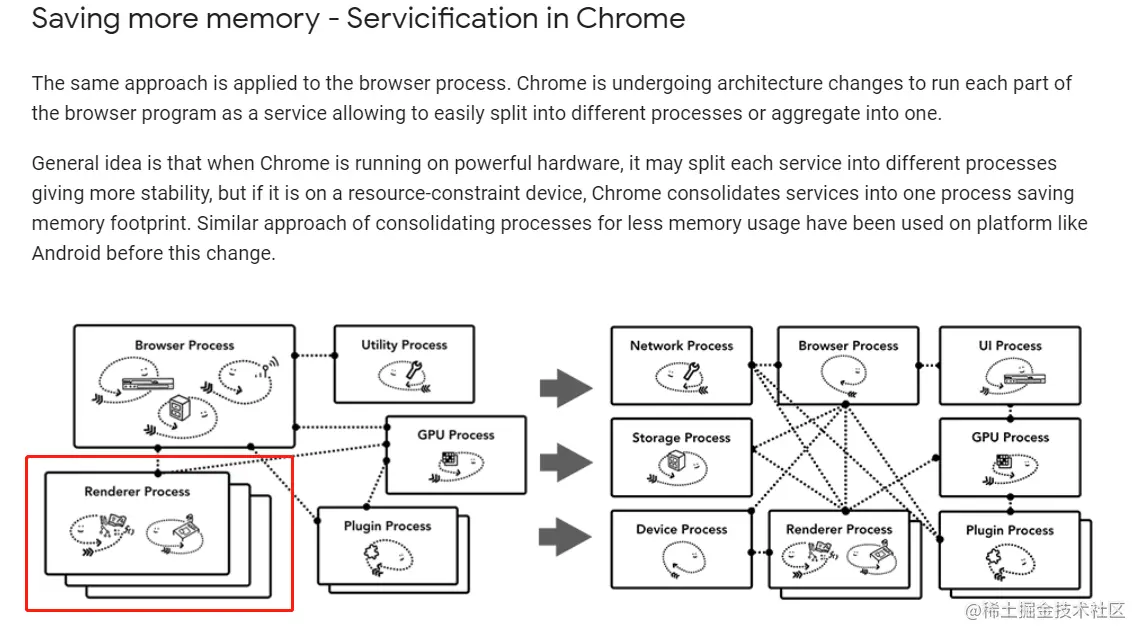 Saving more memory - Servicification in Chrome
The same approach is applied to the browser process. Chrome is undergoing architecture changes to run each part of
the browser program as a service allowing to easily split into different processes or aggregate into one.
General idea is that when Chrome is running on powerful hardware, it may split each service into different processes
giving more stability, but if it is on a resource-constraint device, Chrome consolidates services into one process saving
memory footprint. Similar approach of consolidating processes for less memory usage have been used on platform like
Android before this change.
Browser Process
Utility Process
GPU Process
Renderer Process
Plugin Process
Network Process
Browser Process
UI Process
Storage Process
GPU Process
Device Process
Renderer Process
Plugin Process
@稀土掘金技术社区